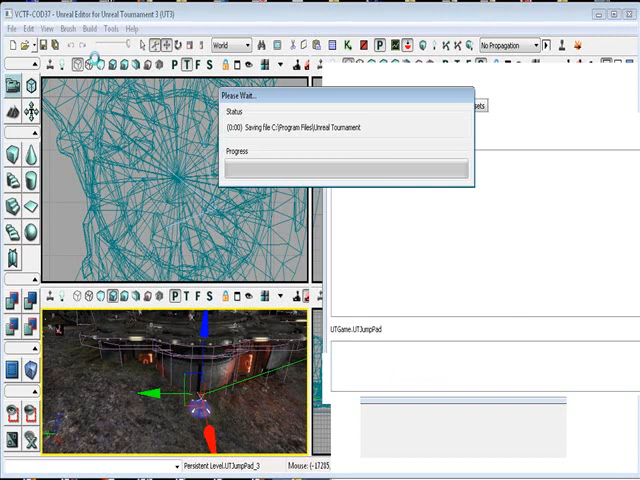 VCTF-COD37 - Unreal Editor for Unreal Tournament 3 (UT3)
File Edit View Brush Build Tools Help
World
P
No Propagation
P T F S
Please Wait...
Status
(0:00) Saving file C:\Program Files\Unreal Tournament
Progress
sets
P T F S
UTGame.UTJumpPad
Persistent Level.UTJumpPad_3
Mouse: (-17205,